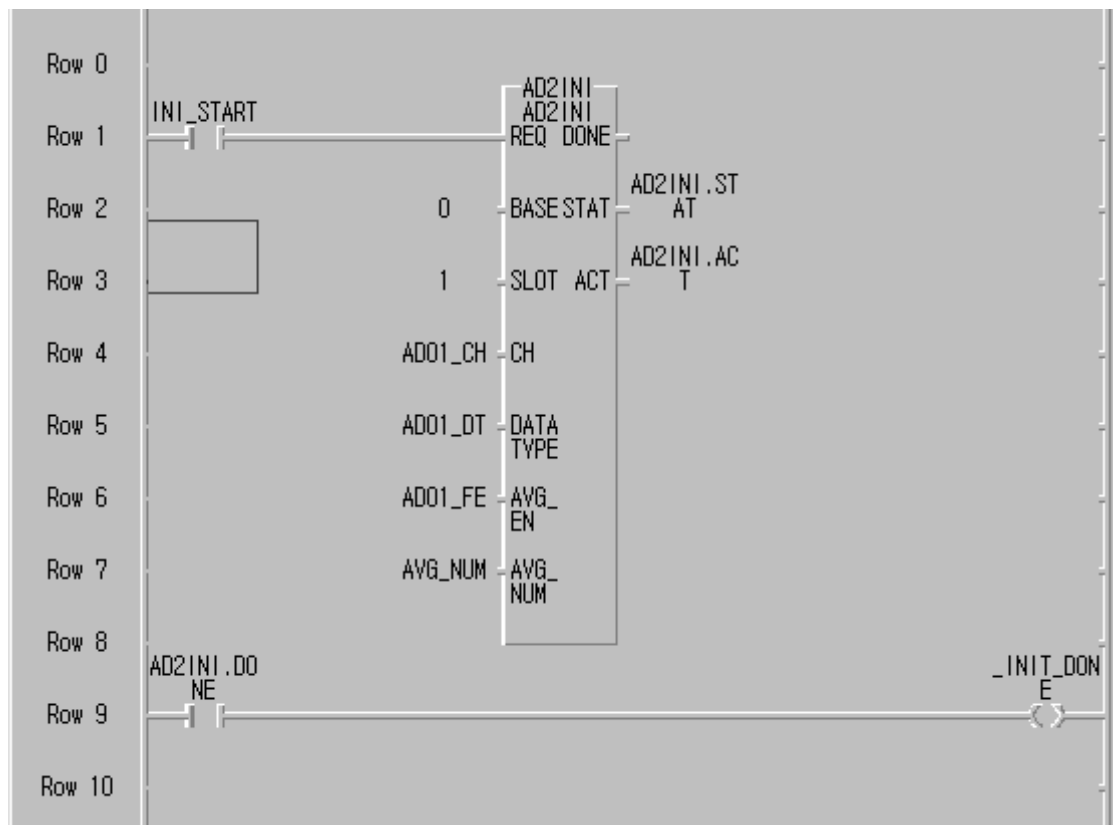 Row 0
AD2INI
INI_START
AD2INI
Row 1
REQ DONE
AD2INI.ST
Row 2
0
BASE STAT
AT
AD2INI.AC
Row 3
1
SLOT ACT
T
Row 4
AD01_CH
CH
Row 5
AD01_DT
DATA
TYPE
Row 6
AD01_FE
AVG_
EN
Row 7
AVG_NUM
AVG_
NUM
Row 8
AD2INI.DO
NE
_INIT_DON
E
Row 9
Row 10